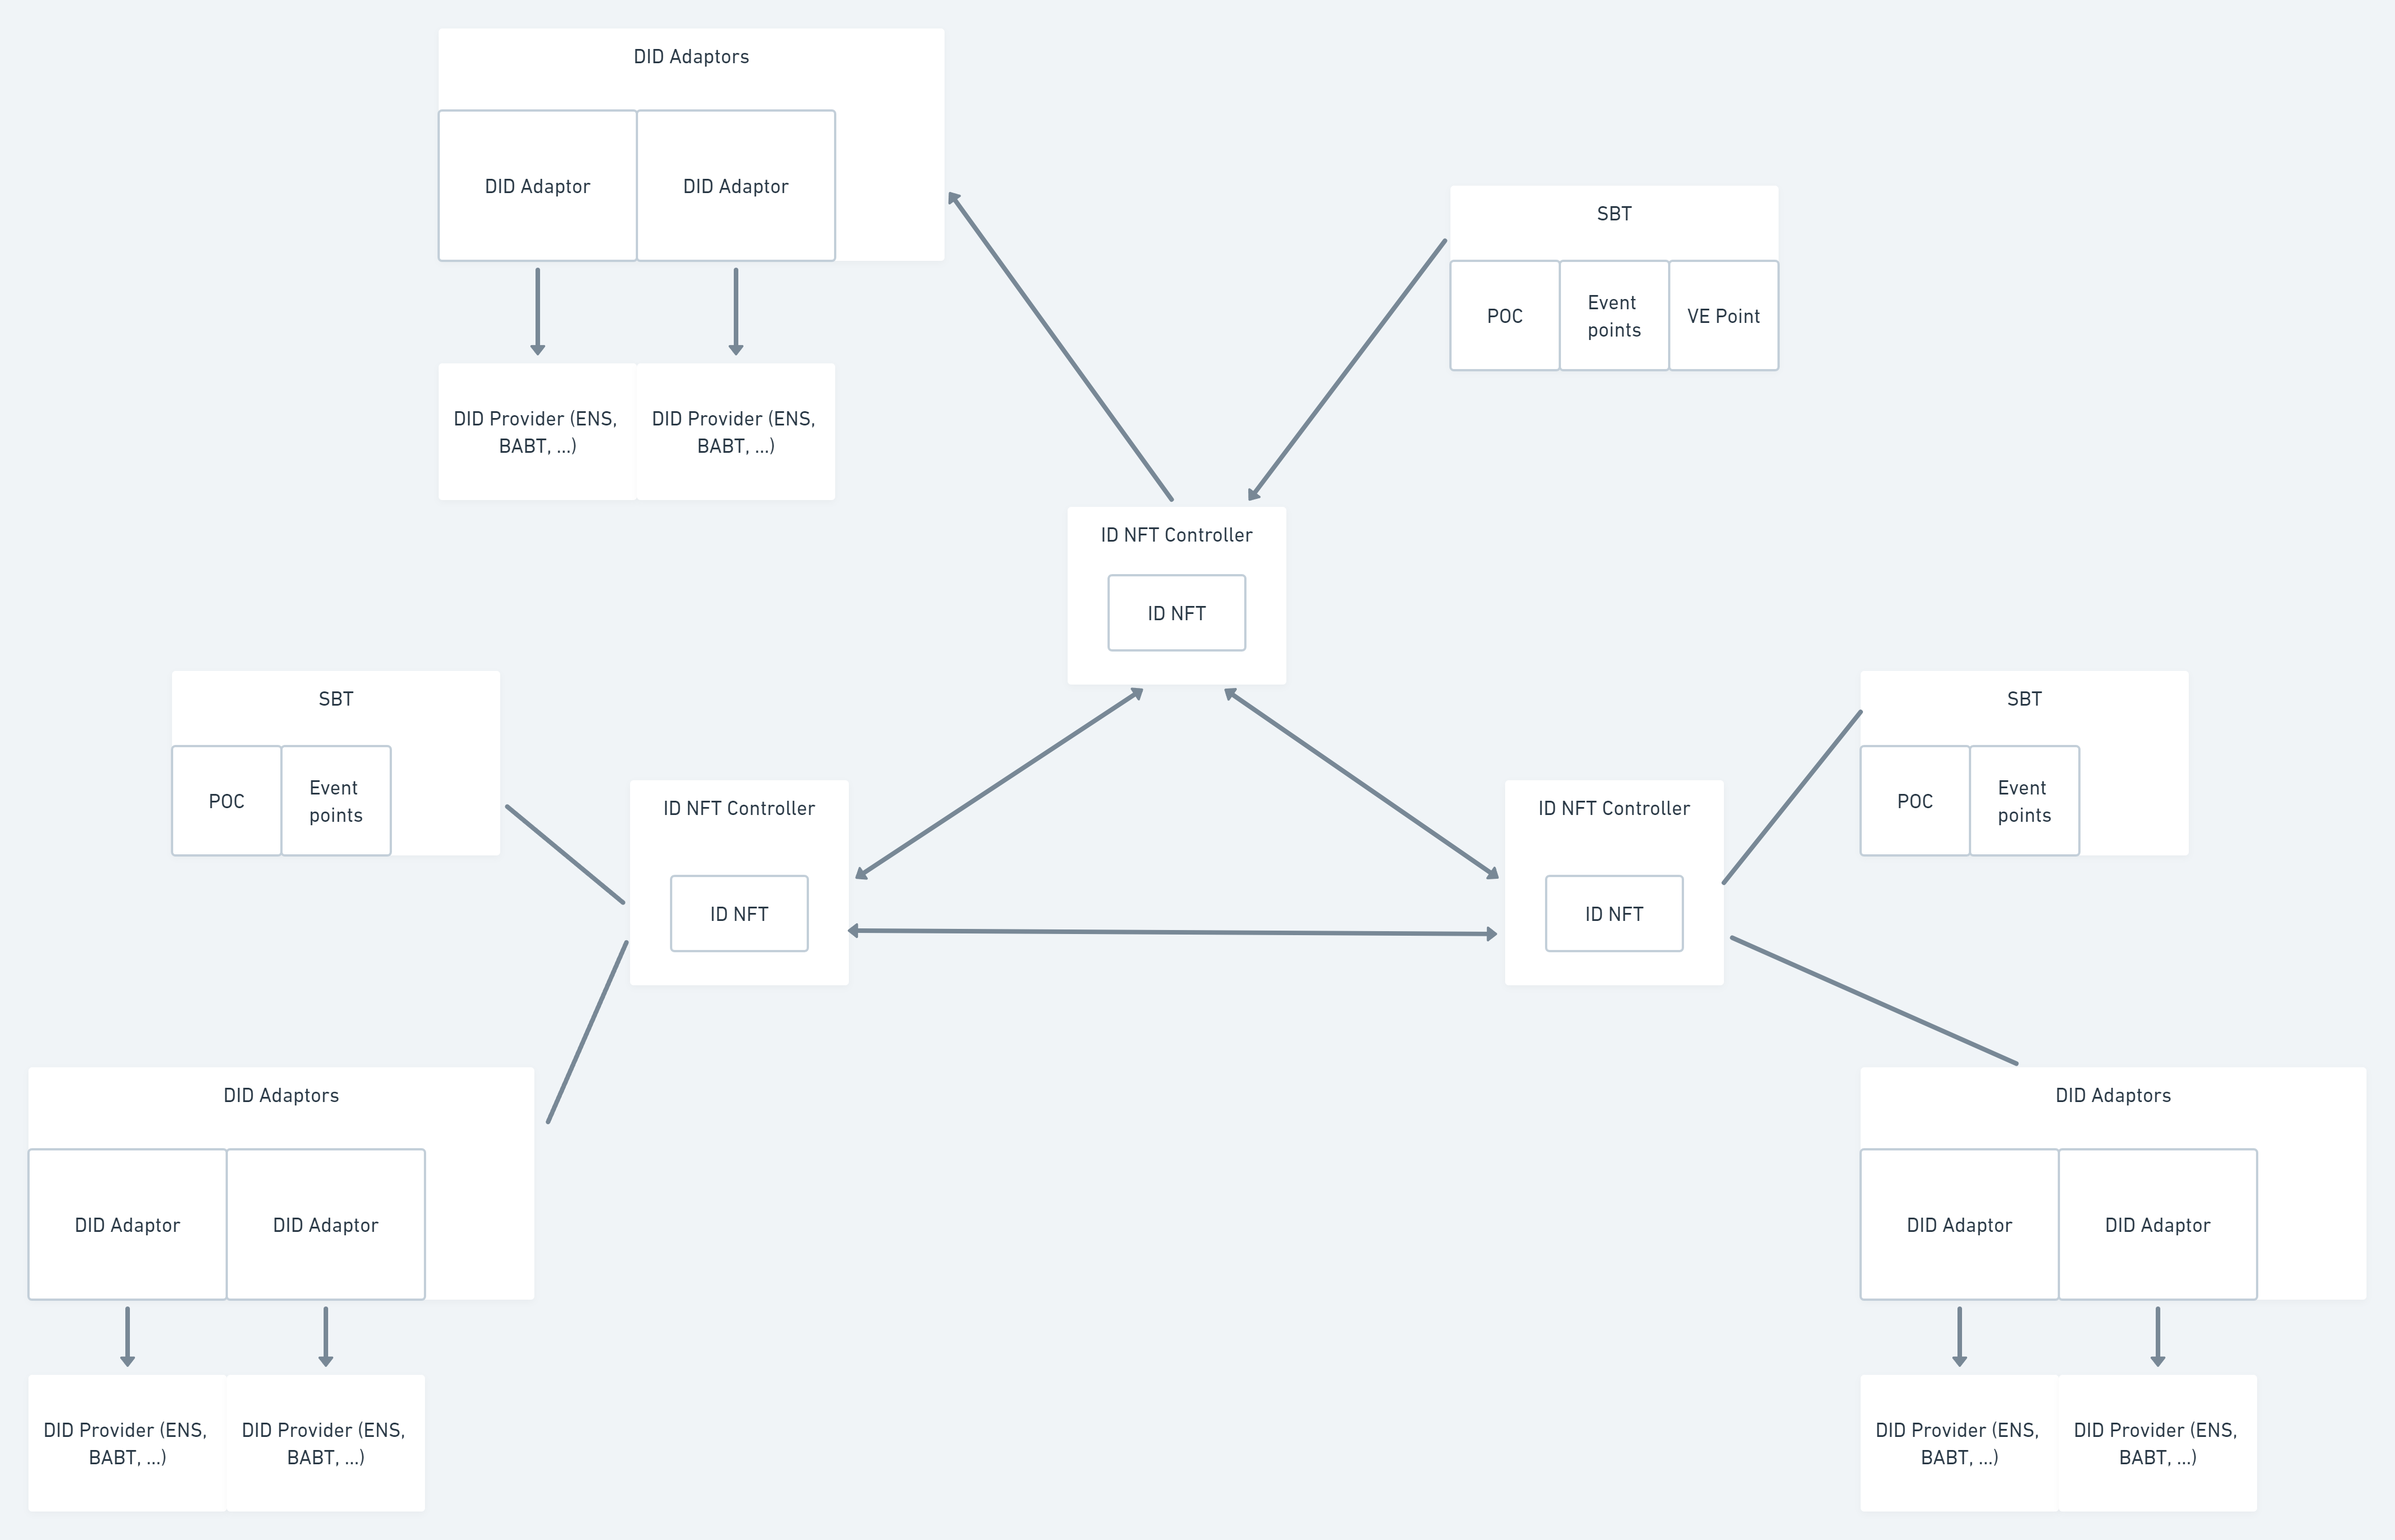 DID Adaptors
DID Adaptor
DID Adaptor
DID Provider (ENS,
BABT, ...)
DID Provider (ENS,
BABT, ...)
SBT
POC
Event
points
VE Point
ID NFT Controller
ID NFT
SBT
POC
Event
points
ID NFT Controller
ID NFT
ID NFT Controller
ID NFT
SBT
POC
Event
points
DID Adaptors
DID Adaptor
DID Adaptor
DID Provider (ENS,
BABT, ...)
DID Provider (ENS,
BABT, ...)
DID Adaptors
DID Adaptor
DID Adaptor
DID Provider (ENS,
BABT, ...)
DID Provider (ENS,
BABT, ...)